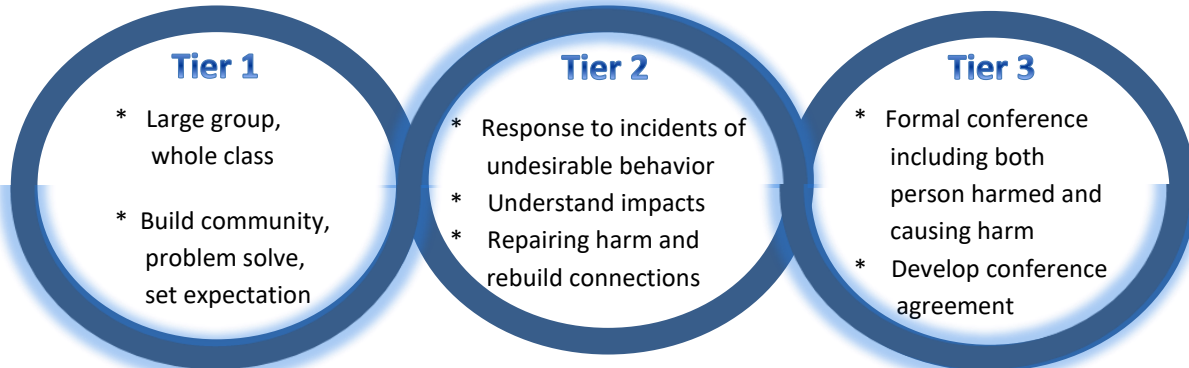 Tier 1
* Large group,
whole class
* Build community,
problem solve,
set expectation
Tier 2
* Response to incidents of
undesirable behavior
* Understand impacts
* Repairing harm and
rebuild connections
Tier 3
* Formal conference
including both
person harmed and
causing harm
* Develop conference
agreement